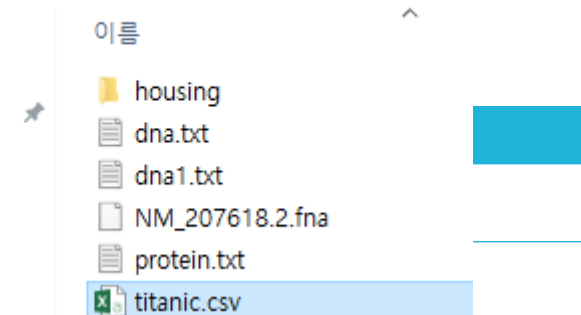 이름
housing
dna.txt
dna1.txt
NM_207618.2.fna
protein.txt
titanic.csv